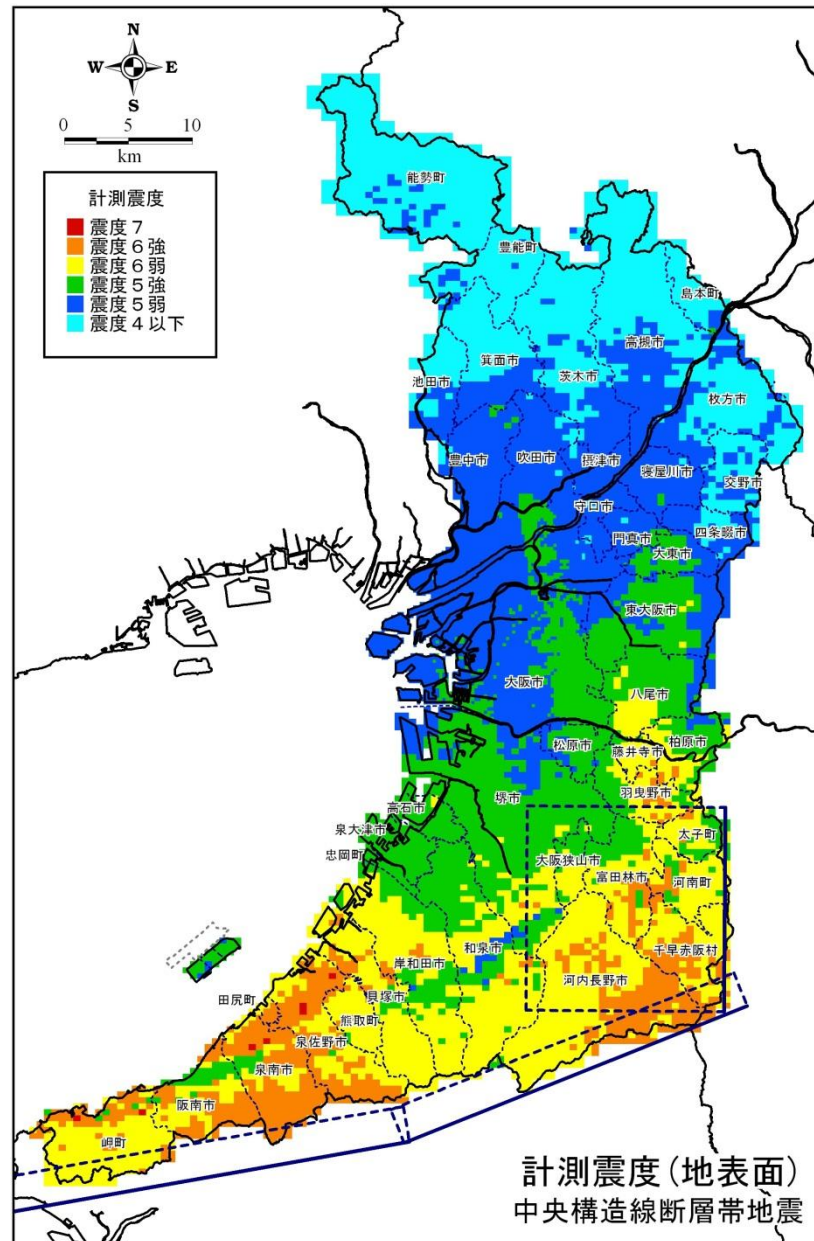 N
W E
S
0 5 10
km
計測震度
震度7
震度6強
震度6弱
震度5強
震度5弱
震度4以下
能勢町
豊能町
島本町
高槻市
箕面市
茨木市
池田市
枚方市
豊中市
吹田市
摂津市
寝屋川市
交野市
守口市
門真市
四条畷市
大東市
東大阪市
大阪市
八尾市
松原市
藤井寺市
柏原市
羽曳野市
堺市
高石市
泉大津市
忠岡町
太子町
大阪狭山市
富田林市
河南町
和泉市
岸和田市
千早赤阪村
河内長野市
貝塚市
田尻町
熊取町
泉佐野市
泉南市
阪南市
岬町
計測震度(地表面)
中央構造線断層帯地震